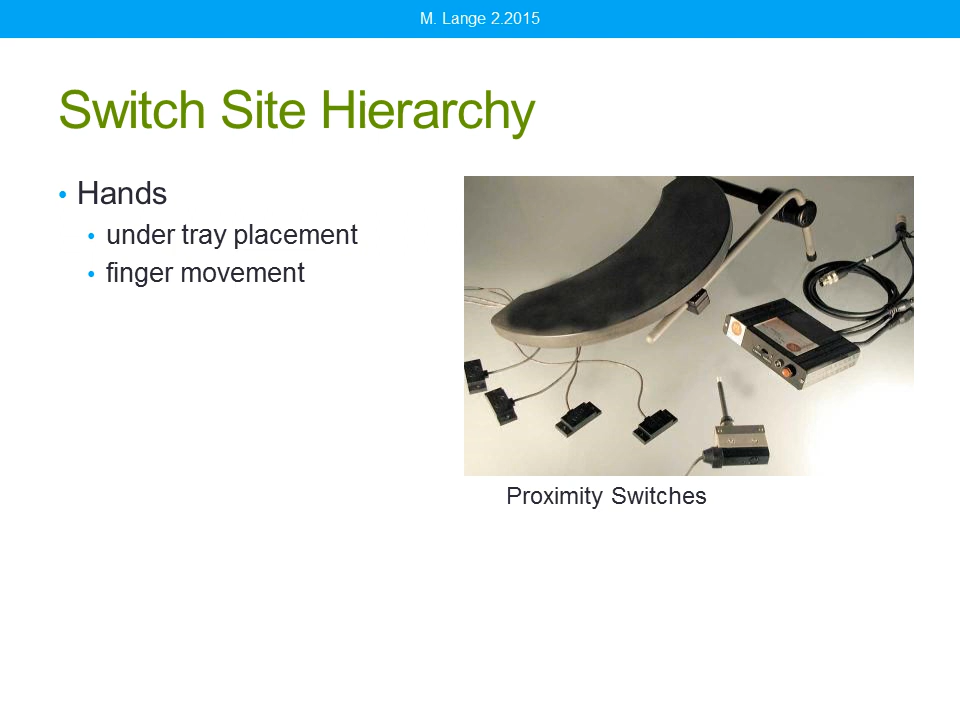 M. Lange 2.2015
Switch Site Hierarchy
• Hands
• under tray placement
• finger movement
Proximity Switches